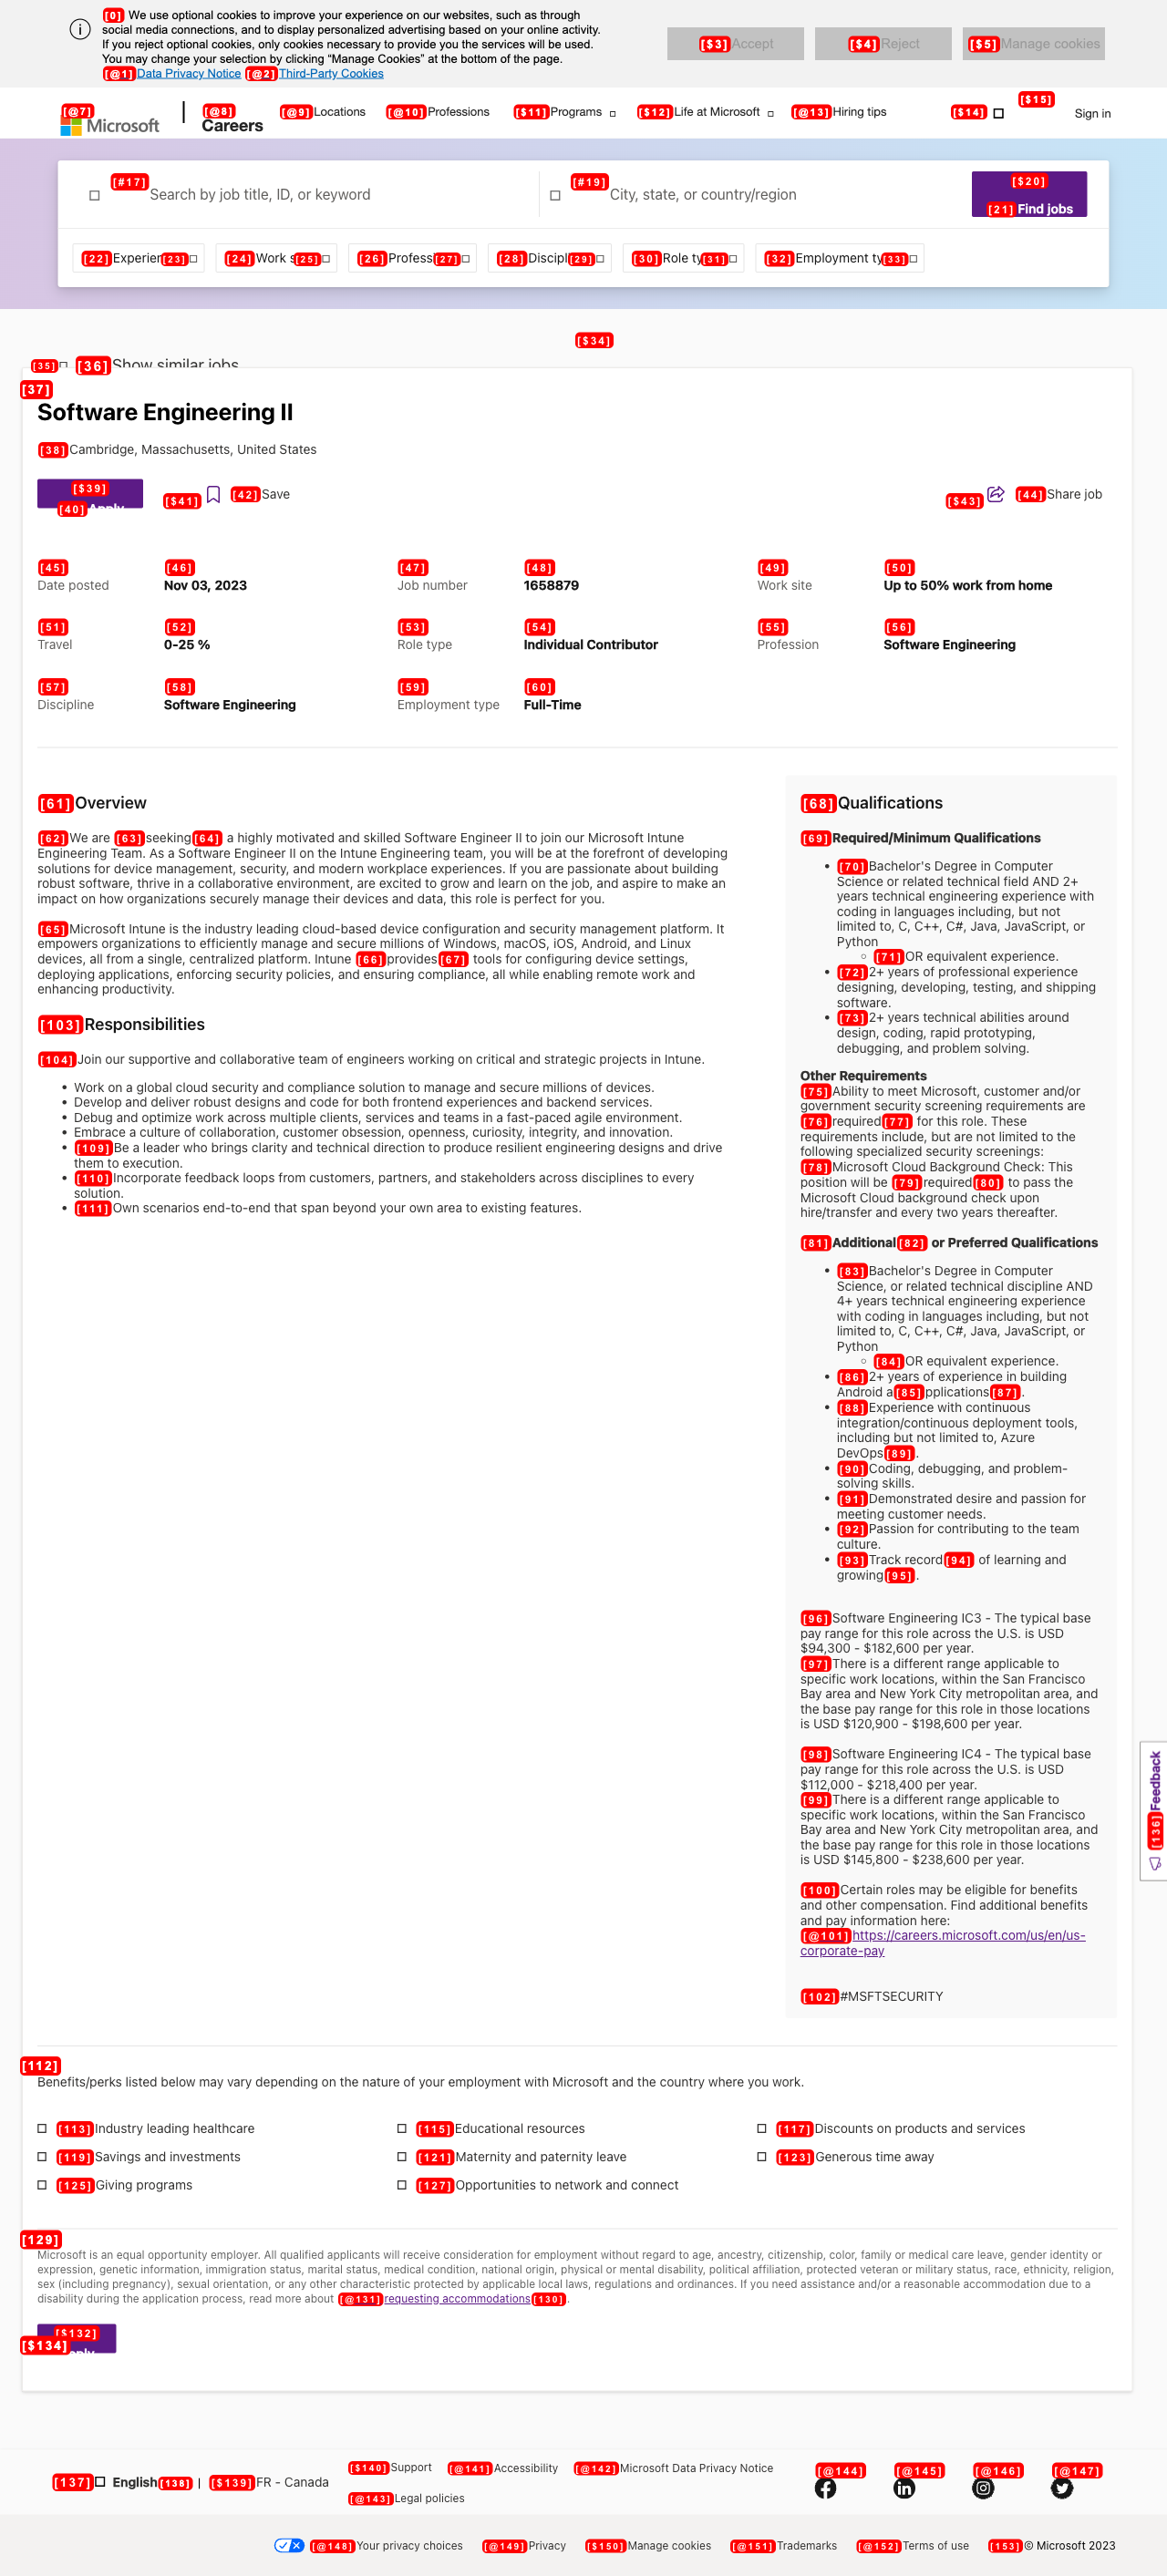 [0] We use optional cookies to improve your experience on our websites, such as through
social media connections, and to display personalized advertising based on your online activity.
If you reject optional cookies, only cookies necessary to provide you the services will be used.
You may change your selection by clicking “Manage Cookies” at the bottom of the page.
[@1]Data Privacy Notice [@2]Third-Party Cookies
[$3]Accept [$4]Reject [$5]Manage cookies
[@7] Microsoft [@8] Careers [@9]Locations [@10]Professions [$11]Programs [$12]Life at Microsoft [@13]Hiring tips [$14] [$15] Sign in
[#17] Search by job title, ID, or keyword [#19] City, state, or country/region [$20] [21]Find jobs
[22]Experien[23] [24]Work s[25] [26]Profess[27] [28]Discipl[29] [30]Role ty[31] [32]Employment ty[33]
[$34]
[35] [36]Show similar jobs
[37]
Software Engineering II
[38]Cambridge, Massachusetts, United States
[$39] [40]Apply [$41] [42]Save [$43] [44]Share job
[45] [46] [47] [48] [49] [50]
Date posted Nov 03, 2023 Job number 1658879 Work site Up to 50% work from home
[51] [52] [53] [54] [55] [56]
Travel 0-25 % Role type Individual Contributor Profession Software Engineering
[57] [58] [59] [60]
Discipline Software Engineering Employment type Full-Time
[61]Overview
[62]We are [63]seeking[64] a highly motivated and skilled Software Engineer II to join our Microsoft Intune
Engineering Team. As a Software Engineer II on the Intune Engineering team, you will be at the forefront of developing
solutions for device management, security, and modern workplace experiences. If you are passionate about building
robust software, thrive in a collaborative environment, are excited to grow and learn on the job, and aspire to make an
impact on how organizations securely manage their devices and data, this role is perfect for you.
[65]Microsoft Intune is the industry leading cloud-based device configuration and security management platform. It
empowers organizations to efficiently manage and secure millions of Windows, macOS, iOS, Android, and Linux
devices, all from a single, centralized platform. Intune [66]provides[67] tools for configuring device settings,
deploying applications, enforcing security policies, and ensuring compliance, all while enabling remote work and
enhancing productivity.
[103]Responsibilities
[104]Join our supportive and collaborative team of engineers working on critical and strategic projects in Intune.
• Work on a global cloud security and compliance solution to manage and secure millions of devices.
• Develop and deliver robust designs and code for both frontend experiences and backend services.
• Debug and optimize work across multiple clients, services and teams in a fast-paced agile environment.
• Embrace a culture of collaboration, customer obsession, openness, curiosity, integrity, and innovation.
• [109]Be a leader who brings clarity and technical direction to produce resilient engineering designs and drive
them to execution.
• [110]Incorporate feedback loops from customers, partners, and stakeholders across disciplines to every
solution.
• [111]Own scenarios end-to-end that span beyond your own area to existing features.
[68]Qualifications
[69]Required/Minimum Qualifications
• [70]Bachelor's Degree in Computer
Science or related technical field AND 2+
years technical engineering experience with
coding in languages including, but not
limited to, C, C++, C#, Java, JavaScript, or
Python
◦ [71]OR equivalent experience.
• [72]2+ years of professional experience
designing, developing, testing, and shipping
software.
• [73]2+ years technical abilities around
design, coding, rapid prototyping,
debugging, and problem solving.
Other Requirements
[75]Ability to meet Microsoft, customer and/or
government security screening requirements are
[76]required[77] for this role. These
requirements include, but are not limited to the
following specialized security screenings:
[78]Microsoft Cloud Background Check: This
position will be [79]required[80] to pass the
Microsoft Cloud background check upon
hire/transfer and every two years thereafter.
[81]Additional[82] or Preferred Qualifications
• [83]Bachelor's Degree in Computer
Science, or related technical discipline AND
4+ years technical engineering experience
with coding in languages including, but not
limited to, C, C++, C#, Java, JavaScript, or
Python
◦ [84]OR equivalent experience.
• [86]2+ years of experience in building
Android a[85]pplications[87].
• [88]Experience with continuous
integration/continuous deployment tools,
including but not limited to, Azure
DevOps[89].
• [90]Coding, debugging, and problem-
solving skills.
• [91]Demonstrated desire and passion for
meeting customer needs.
• [92]Passion for contributing to the team
culture.
• [93]Track record[94] of learning and
growing[95].
[96]Software Engineering IC3 - The typical base
pay range for this role across the U.S. is USD
$94,300 - $182,600 per year.
[97]There is a different range applicable to
specific work locations, within the San Francisco
Bay area and New York City metropolitan area, and
the base pay range for this role in those locations
is USD $120,900 - $198,600 per year.
[98]Software Engineering IC4 - The typical base
pay range for this role across the U.S. is USD
$112,000 - $218,400 per year.
[99]There is a different range applicable to
specific work locations, within the San Francisco
Bay area and New York City metropolitan area, and
the base pay range for this role in those locations
is USD $145,800 - $238,600 per year.
[100]Certain roles may be eligible for benefits
and other compensation. Find additional benefits
and pay information here:
[@101]https://careers.microsoft.com/us/en/us-
corporate-pay
[102]#MSFTSECURITY
[136]Feedback
[112]
Benefits/perks listed below may vary depending on the nature of your employment with Microsoft and the country where you work.
[113]Industry leading healthcare [115]Educational resources [117]Discounts on products and services
[119]Savings and investments [121]Maternity and paternity leave [123]Generous time away
[125]Giving programs [127]Opportunities to network and connect
[129]
Microsoft is an equal opportunity employer. All qualified applicants will receive consideration for employment without regard to age, ancestry, citizenship, color, family or medical care leave, gender identity or
expression, genetic information, immigration status, marital status, medical condition, national origin, physical or mental disability, political affiliation, protected veteran or military status, race, ethnicity, religion,
sex (including pregnancy), sexual orientation, or any other characteristic protected by applicable local laws, regulations and ordinances. If you need assistance and/or a reasonable accommodation due to a
disability during the application process, read more about [@131]requesting accommodations[130].
[$132]
[$134]
[137] English[138] | [$139]FR - Canada [$140]Support [@141]Accessibility [@142]Microsoft Data Privacy Notice [@144] [@145] [@146] [@147]
[@143]Legal policies
[@148]Your privacy choices [@149]Privacy [$150]Manage cookies [@151]Trademarks [@152]Terms of use [153]© Microsoft 2023